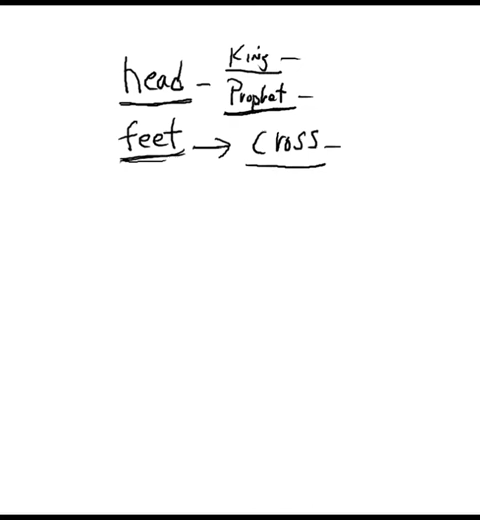 King -
head - Prophet -
feet → Cross -